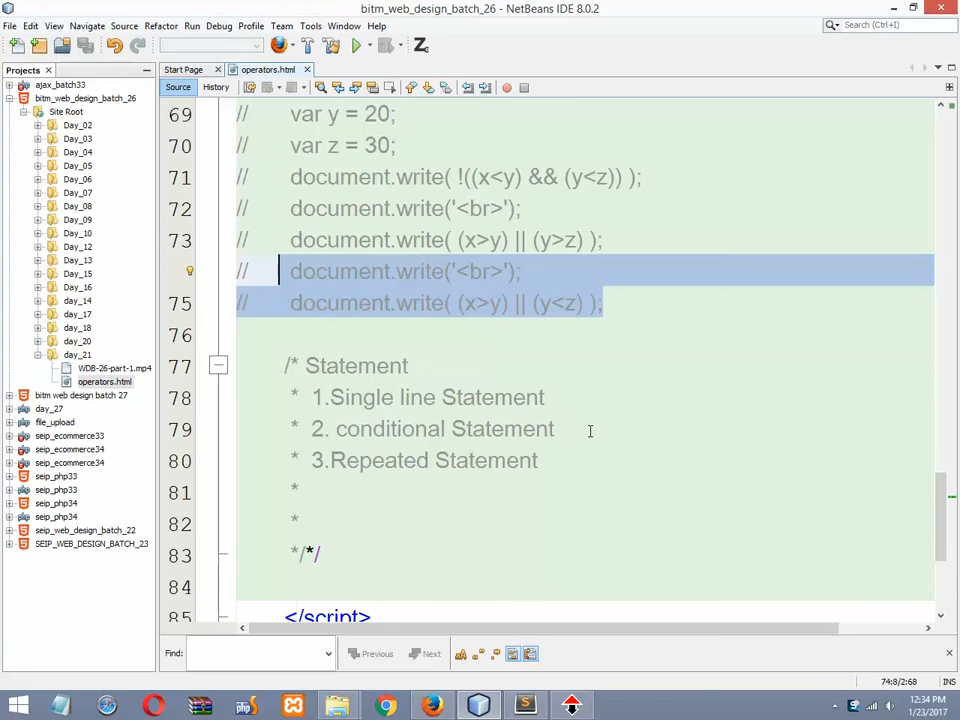 bitm_web_design_batch_26 - NetBeans IDE 8.0.2
File Edit View Navigate Source Refactor Run Debug Profile Team Tools Window Help
Search (Ctrl+I)
Projects
Start Page
operators.html
Source History
ajax_batch33
bitm_web_design_batch_26
Site Root
Day_02
Day_03
Day_04
Day_05
Day_06
Day_07
Day_08
Day_09
Day_10
Day_12
Day_13
Day_15
Day_16
day_14
day_17
day_18
day_20
day_21
WDB-26-part-1.mp4
operators.html
bitm web design batch 27
day_27
file_upload
seip_ecommerce33
seip_ecommerce34
seip_ecommerce34
seip_php33
seip_php33
seip_php34
seip_php34
seip_web_design_batch_22
SEIP_WEB_DESIGN_BATCH_23
69 // var y = 20;
70 // var z = 30;
71 // document.write( !((x<y) && (y<z)) );
72 // document.write('<br>');
73 // document.write( (x>y) || (y>z) );
// document.write('<br>');
75 // document.write( (x>y) || (y<z) );
76
77 /* Statement
78 * 1.Single line Statement
79 * 2. conditional Statement
80 * 3.Repeated Statement
81 *
82 *
83 */*/
84
85 </script>
Find: Previous Next
74:8/2:68 INS
12:34 PM
1/23/2017